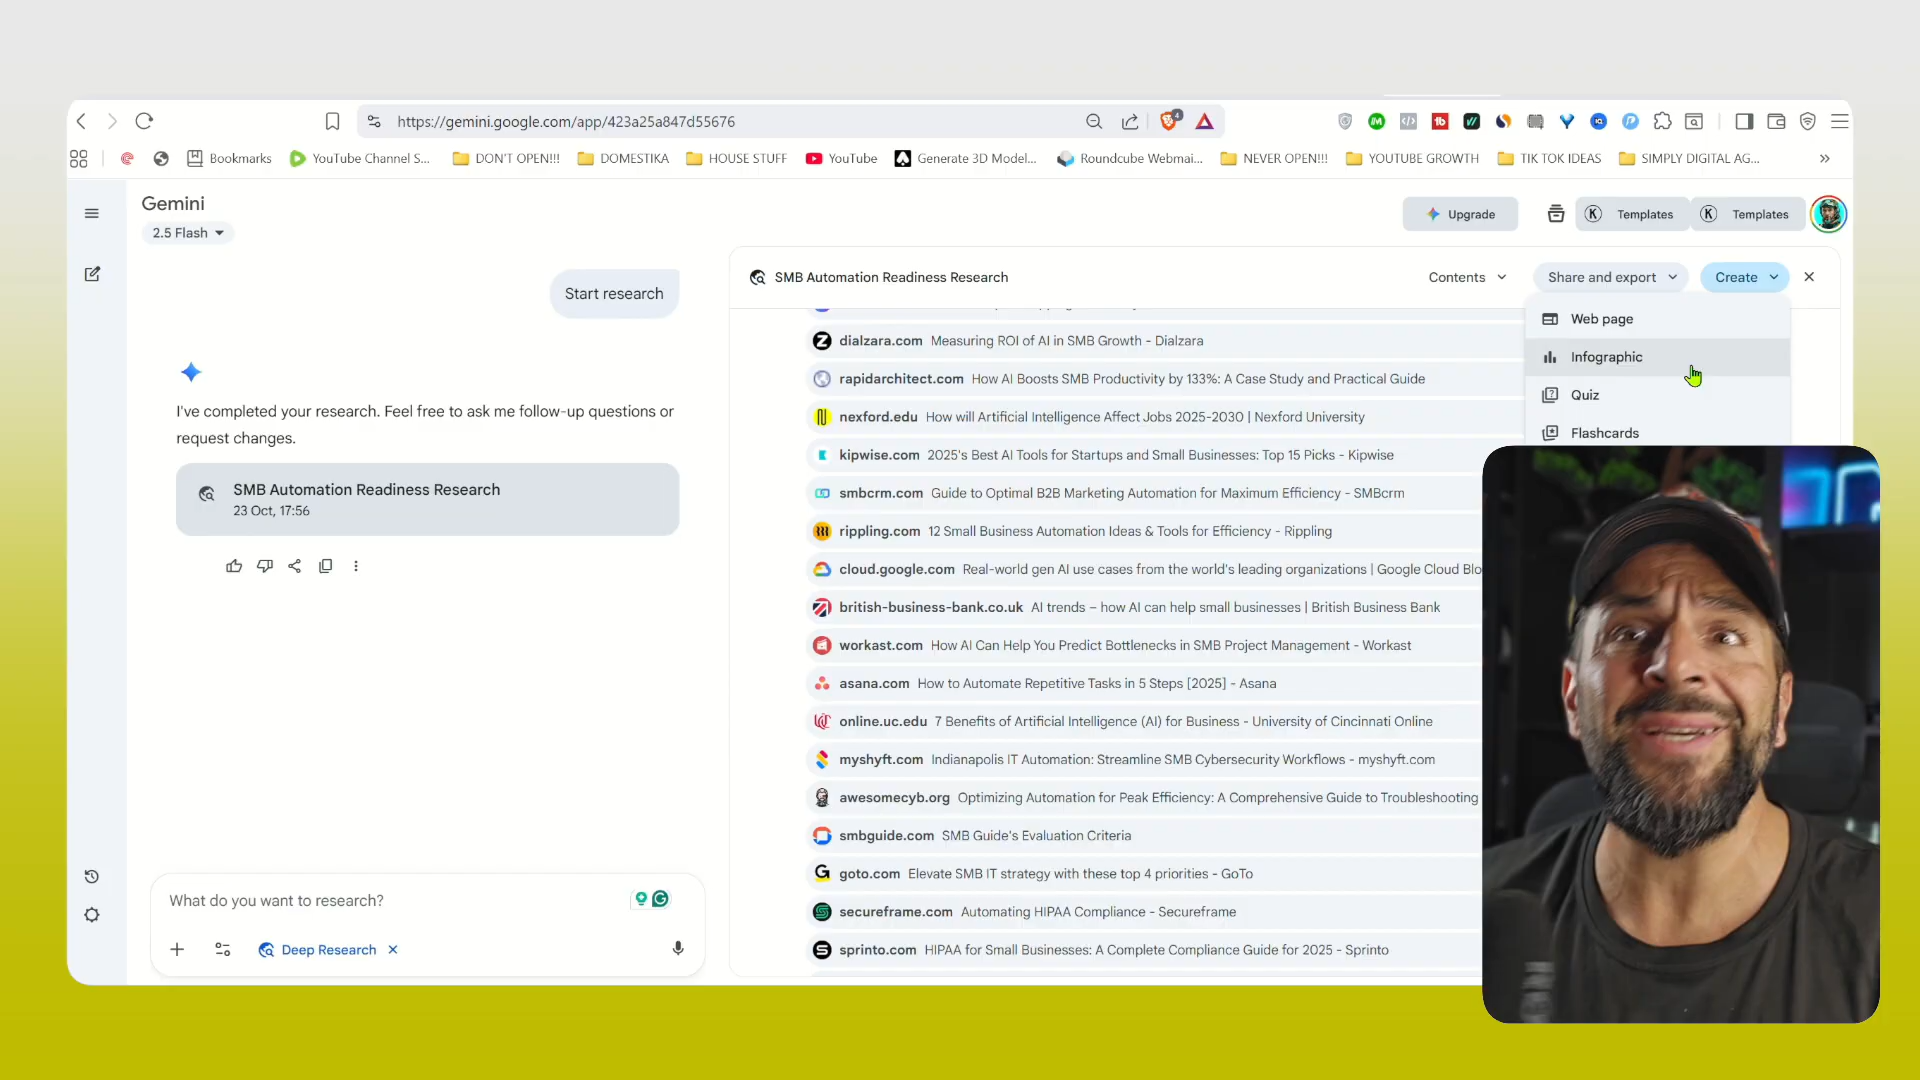 https://gemini.google.com/app/423a25a847d55676
4
Bookmarks
YouTube Channel S...
DON'T OPEN!!!
DOMESTIKA
HOUSE STUFF
YouTube
Generate 3D Model...
Roundcube Webmai...
NEVER OPEN!!!
YOUTUBE GROWTH
TIK TOK IDEAS
SIMPLY DIGITAL AG...
Gemini
2.5 Flash
Upgrade
Templates
Templates
Start research
I've completed your research. Feel free to ask me follow-up questions or
request changes.
SMB Automation Readiness Research
23 Oct, 17:56
What do you want to research?
Deep Research
SMB Automation Readiness Research
Contents
Share and export
Create
Web page
Infographic
Quiz
Flashcards
dialzara.com Measuring ROI of AI in SMB Growth - Dialzara
rapidarchitect.com How AI Boosts SMB Productivity by 133%: A Case Study and Practical Guide
nexford.edu How will Artificial Intelligence Affect Jobs 2025-2030 | Nexford University
kipwise.com 2025's Best AI Tools for Startups and Small Businesses: Top 15 Picks - Kipwise
smbcrm.com Guide to Optimal B2B Marketing Automation for Maximum Efficiency - SMBcrm
rippling.com 12 Small Business Automation Ideas & Tools for Efficiency - Rippling
cloud.google.com Real-world gen AI use cases from the world's leading organizations | Google Cloud Blo
british-business-bank.co.uk AI trends – how AI can help small businesses | British Business Bank
workast.com How AI Can Help You Predict Bottlenecks in SMB Project Management - Workast
asana.com How to Automate Repetitive Tasks in 5 Steps [2025] - Asana
online.uc.edu 7 Benefits of Artificial Intelligence (AI) for Business - University of Cincinnati Online
myshyft.com Indianapolis IT Automation: Streamline SMB Cybersecurity Workflows - myshyft.com
awesomecyb.org Optimizing Automation for Peak Efficiency: A Comprehensive Guide to Troubleshooting
smbguide.com SMB Guide's Evaluation Criteria
goto.com Elevate SMB IT strategy with these top 4 priorities - GoTo
secureframe.com Automating HIPAA Compliance - Secureframe
sprinto.com HIPAA for Small Businesses: A Complete Compliance Guide for 2025 - Sprinto